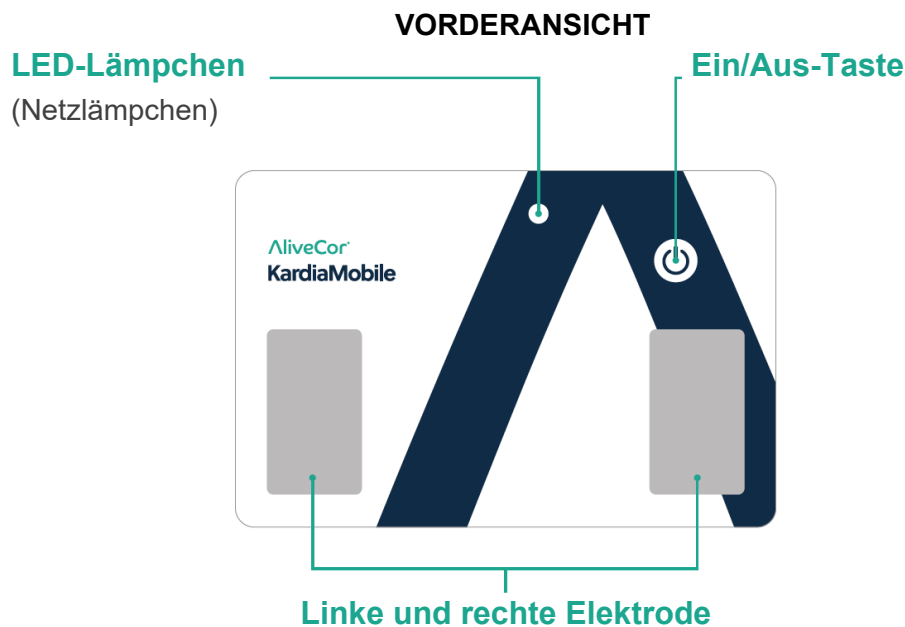 VORDERANSICHT
LED-Lämpchen
(Netzlämpchen)
Ein/Aus-Taste
AliveCor
KardiaMobile
Linke und rechte Elektrode